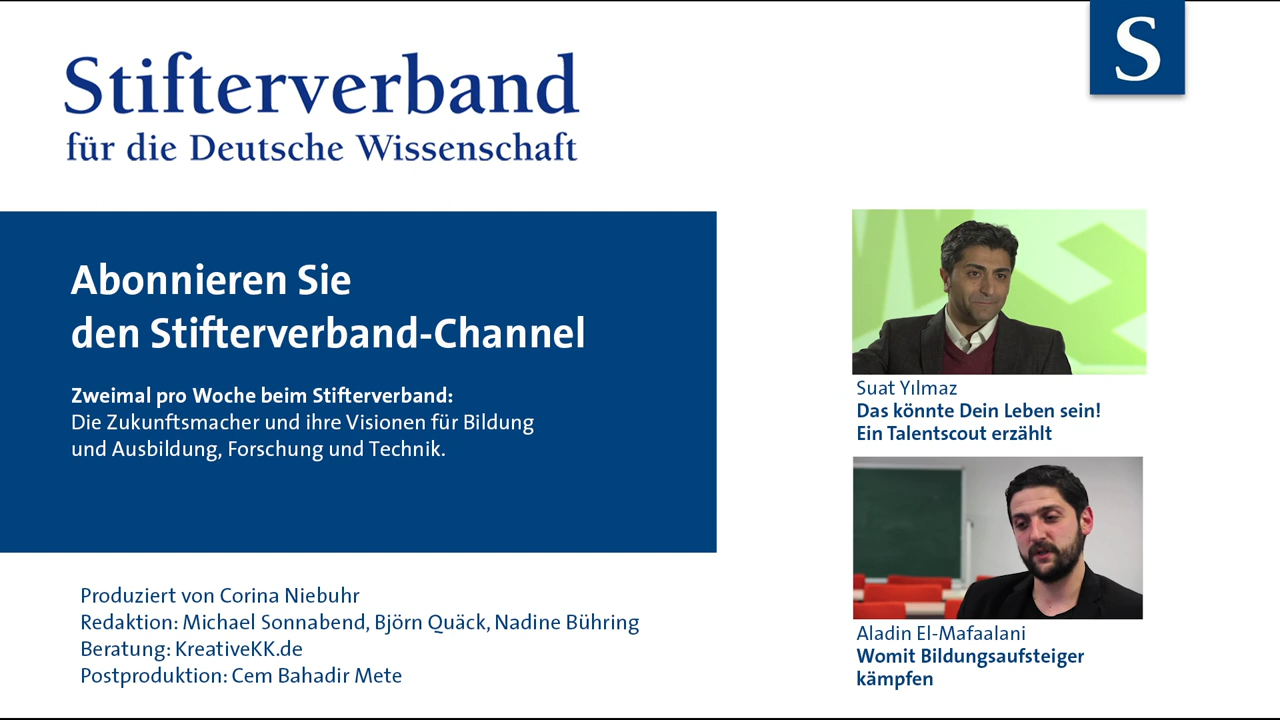 Stifterverband
für die Deutsche Wissenschaft
S
Abonnieren Sie
den Stifterverband-Channel
Zweimal pro Woche beim Stifterverband:
Die Zukunftsmacher und ihre Visionen für Bildung
und Ausbildung, Forschung und Technik.
Produziert von Corina Niebuhr
Redaktion: Michael Sonnabend, Björn Quäck, Nadine Bühring
Beratung: KreativeKK.de
Postproduktion: Cem Bahadir Mete
Suat Yılmaz
Das könnte Dein Leben sein!
Ein Talentscout erzählt
Aladin El-Mafaalani
Womit Bildungsaufsteiger
kämpfen